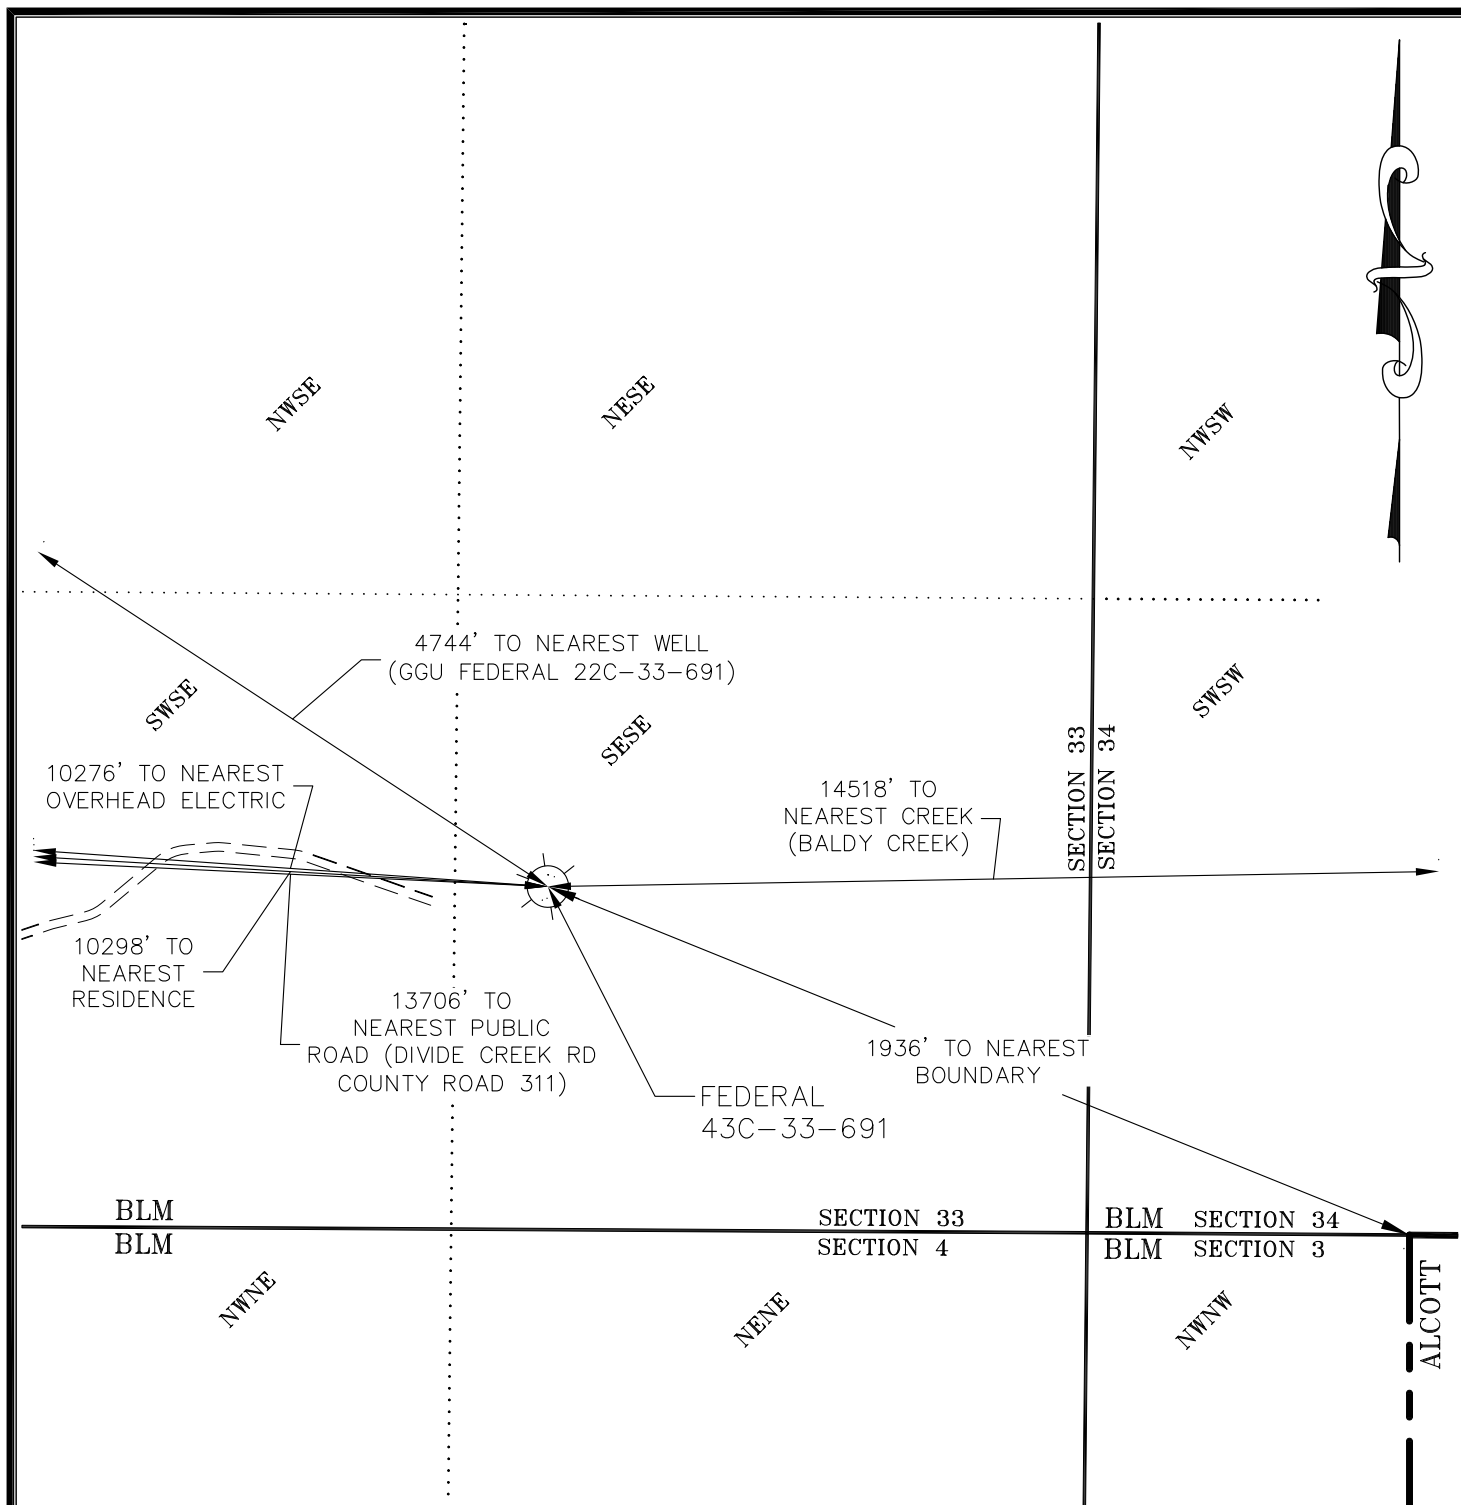 NWSE
NESE
NWSW
4744' TO NEAREST WELL
(GGU FEDERAL 22C-33-691)
SWSE
SESE
SWSW
SECTION 33
SECTION 34
10276' TO NEAREST
OVERHEAD ELECTRIC
14518' TO
NEAREST CREEK
(BALDY CREEK)
10298' TO
NEAREST
RESIDENCE
13706' TO
NEAREST PUBLIC
ROAD (DIVIDE CREEK RD
COUNTY ROAD 311)
1936' TO NEAREST
BOUNDARY
FEDERAL
43C-33-691
BLM
BLM
SECTION 33
SECTION 4
BLM SECTION 34
BLM SECTION 3
NWNE
NENE
NWNW
ALCOTT